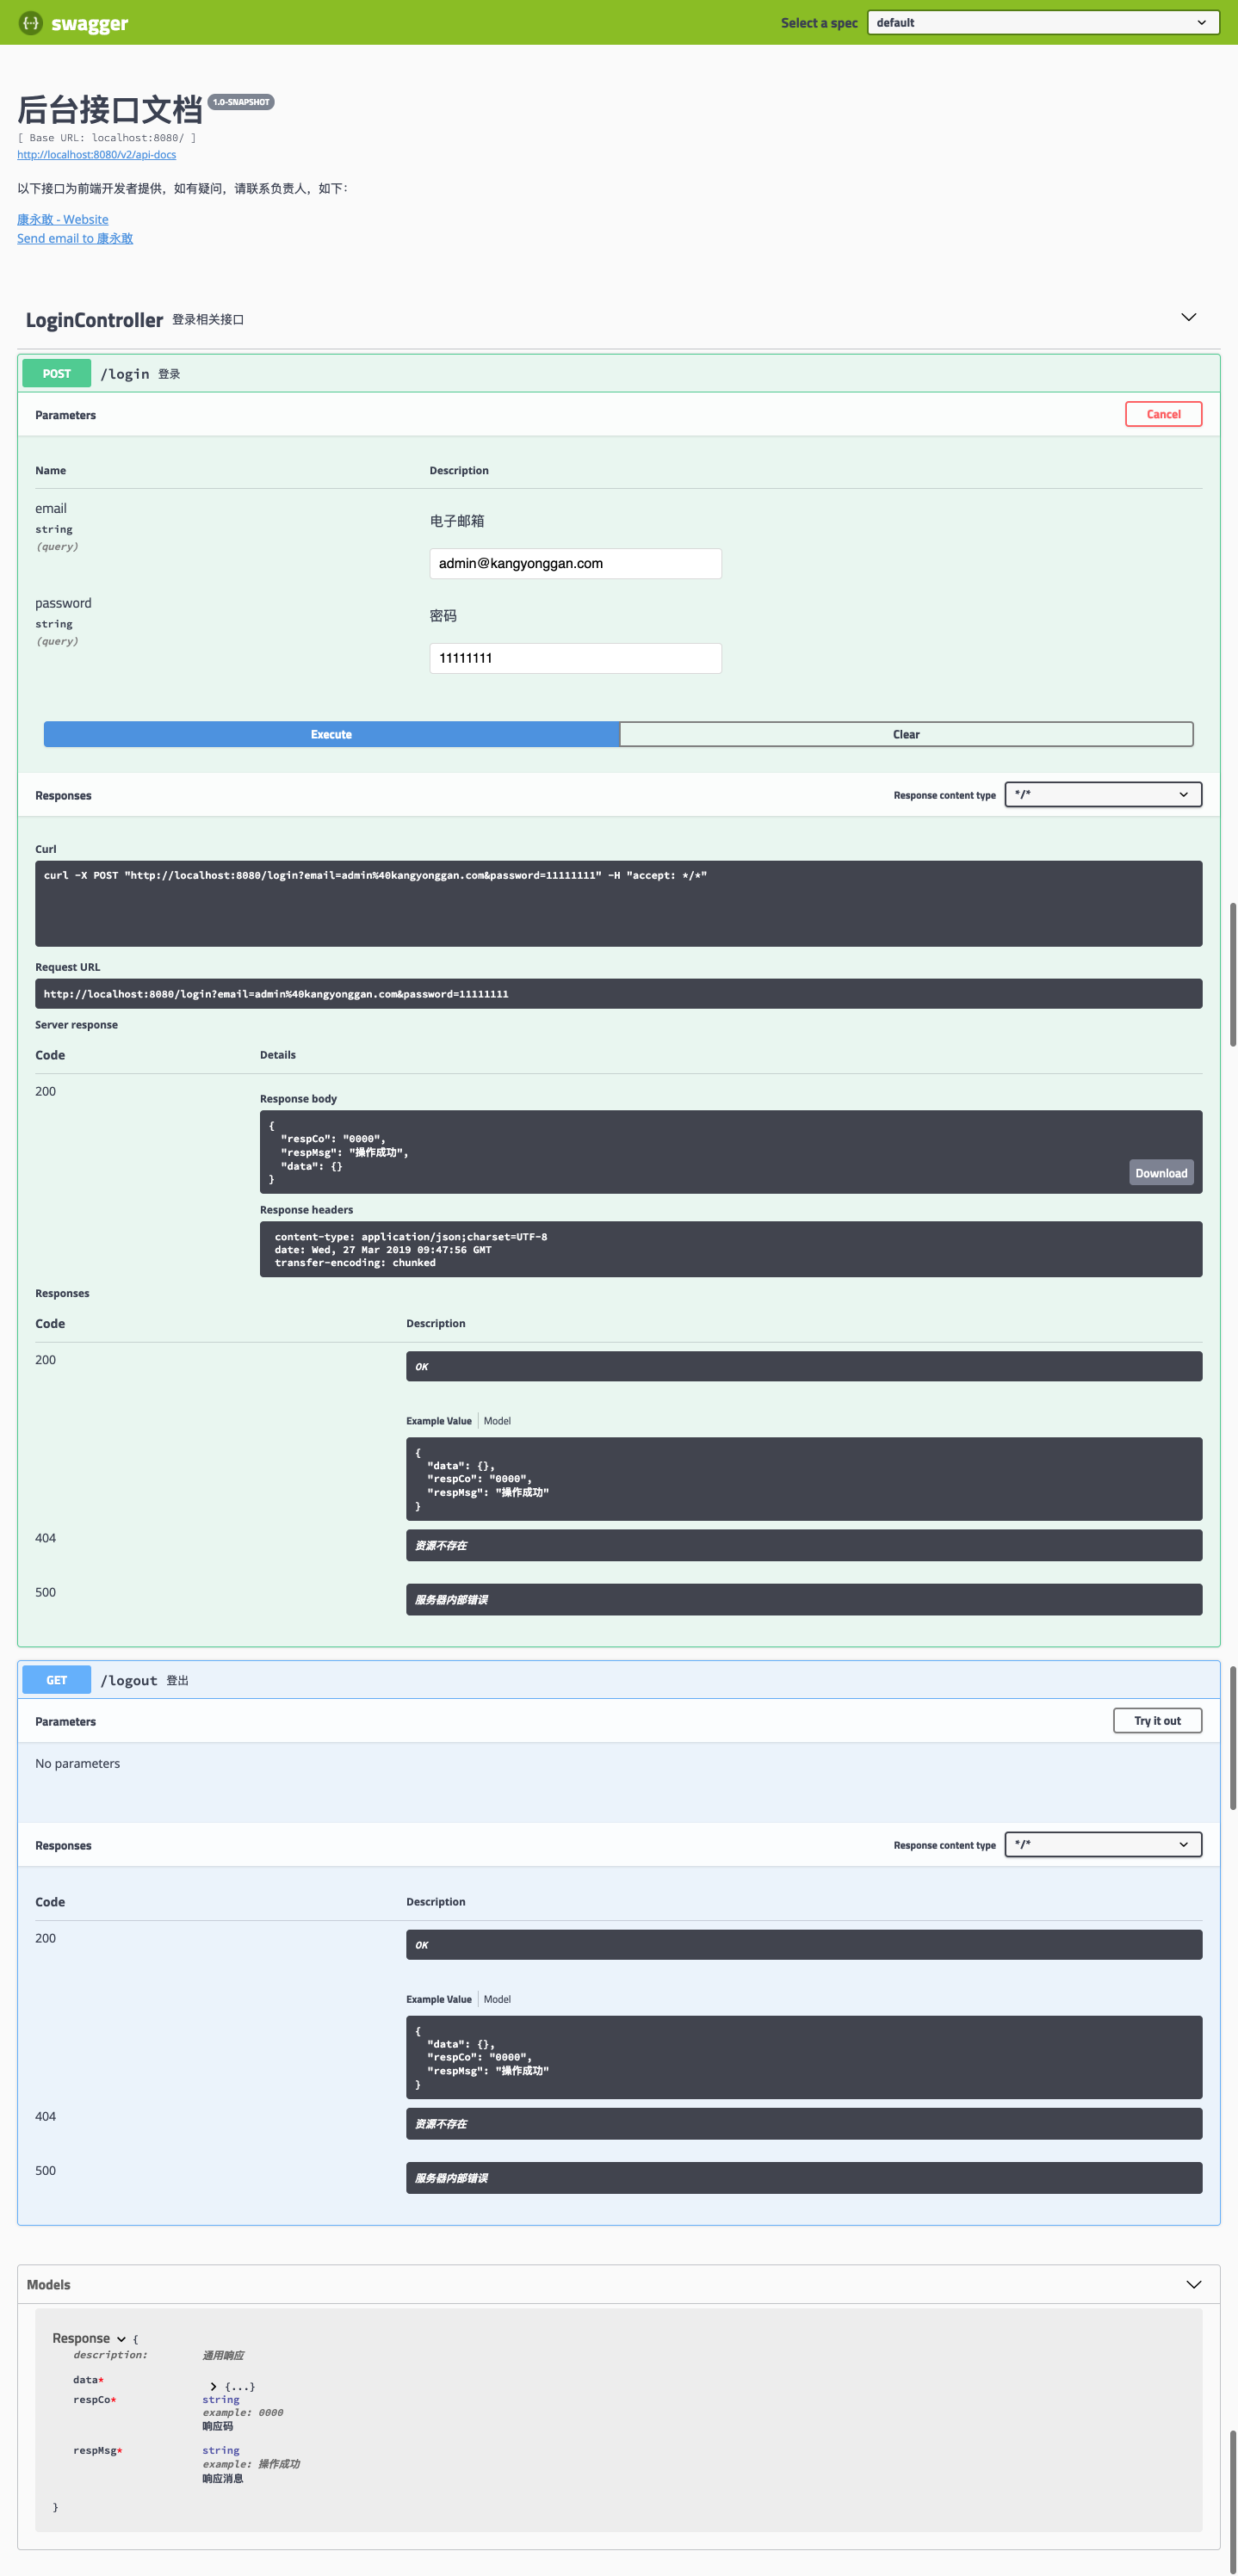 swagger
Select a spec default
后台接口文档 1.0-SNAPSHOT
[ Base URL: localhost:8080/ ]
http://localhost:8080/v2/api-docs
以下接口为前端开发者提供，如有疑问，请联系负责人，如下：
康永敢 - Website
Send email to 康永敢
LoginController 登录相关接口
POST /login 登录
Parameters Cancel
Name Description
email 电子邮箱
string
(query)
admin@kangyonggan.com
password 密码
string
(query)
11111111
Execute Clear
Responses Response content type */*
Curl
curl -X POST "http://localhost:8080/login?email=admin%40kangyonggan.com&password=11111111" -H "accept: */*"
Request URL
http://localhost:8080/login?email=admin%40kangyonggan.com&password=11111111
Server response
Code Details
200
Response body
{
"respCo": "0000",
"respMsg": "操作成功",
"data": {}
}
Download
Response headers
content-type: application/json;charset=UTF-8
date: Wed, 27 Mar 2019 09:47:56 GMT
transfer-encoding: chunked
Responses
Code Description
200 OK
Example Value Model
{
"data": {},
"respCo": "0000",
"respMsg": "操作成功"
}
404 资源不存在
500 服务器内部错误
GET /logout 登出
Parameters Try it out
No parameters
Responses Response content type */*
Code Description
200 OK
Example Value Model
{
"data": {},
"respCo": "0000",
"respMsg": "操作成功"
}
404 资源不存在
500 服务器内部错误
Models
Response {
description: 通用响应
data* {...}
respCo* string
example: 0000
响应码
respMsg* string
example: 操作成功
响应消息
}